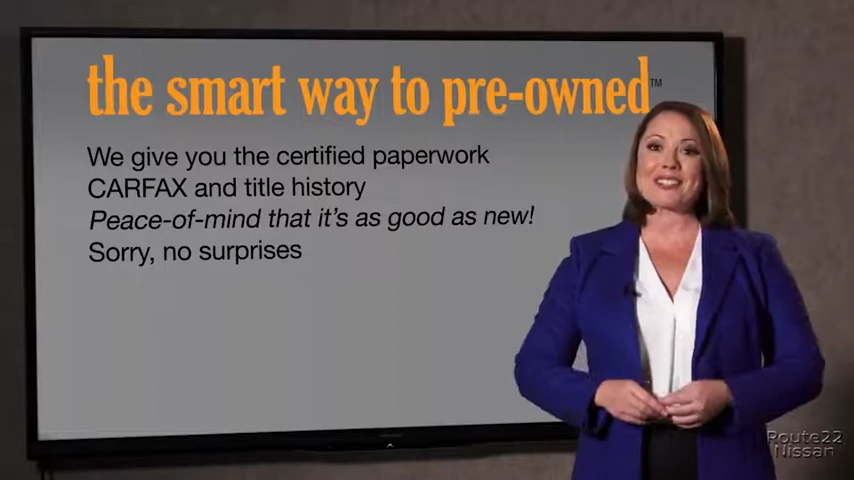 the smart way to pre-owned™
We give you the certified paperwork
CARFAX and title history
Peace-of-mind that it's as good as new!
Sorry, no surprises
Route22
Nissan